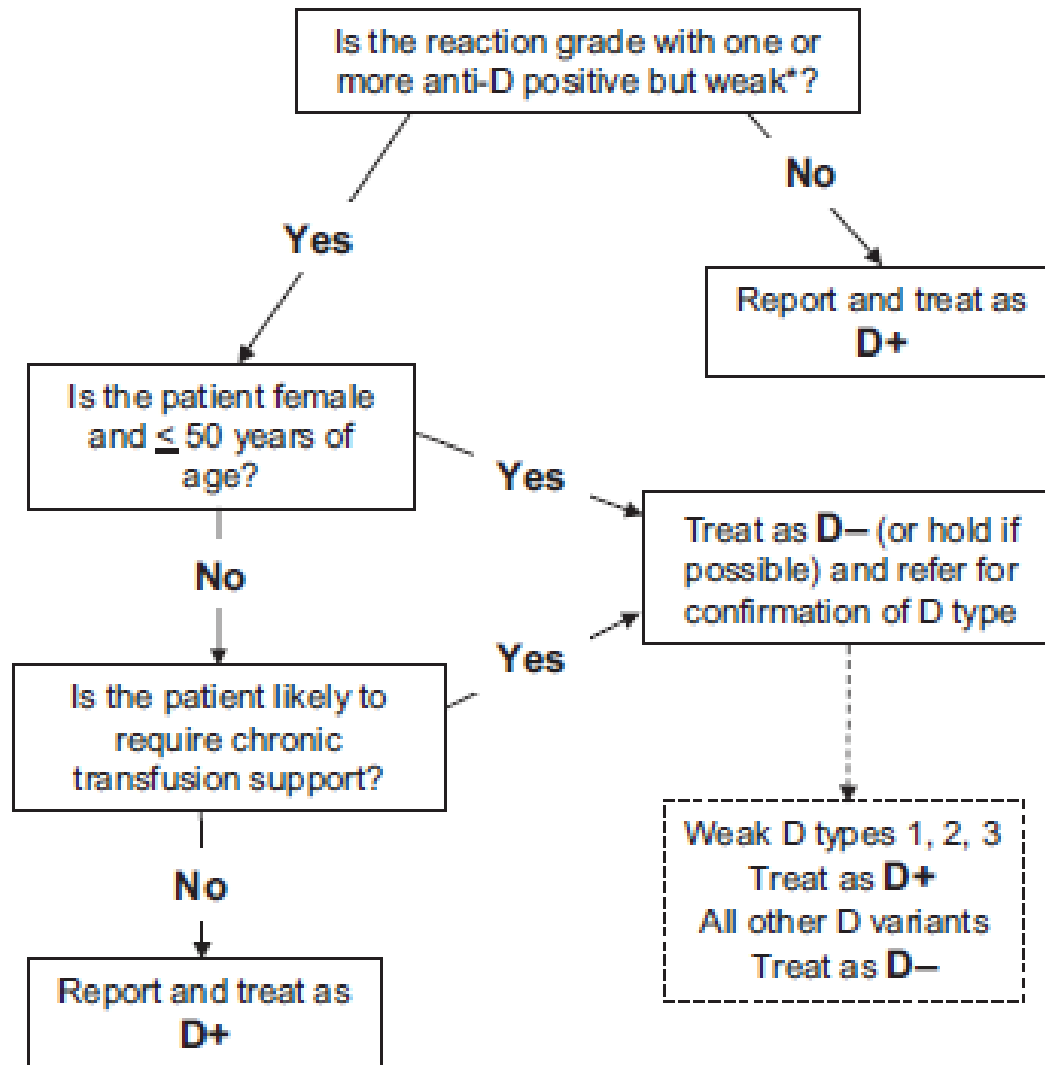 Is the reaction grade with one or
more anti-D positive but weak*?
No
Yes
Report and treat as
D+
Is the patient female
and ≤ 50 years of
age?
Yes
Treat as D– (or hold if
possible) and refer for
confirmation of D type
No
Yes
Is the patient likely to
require chronic
transfusion support?
Weak D types 1, 2, 3
Treat as D+
All other D variants
Treat as D–
No
Report and treat as
D+